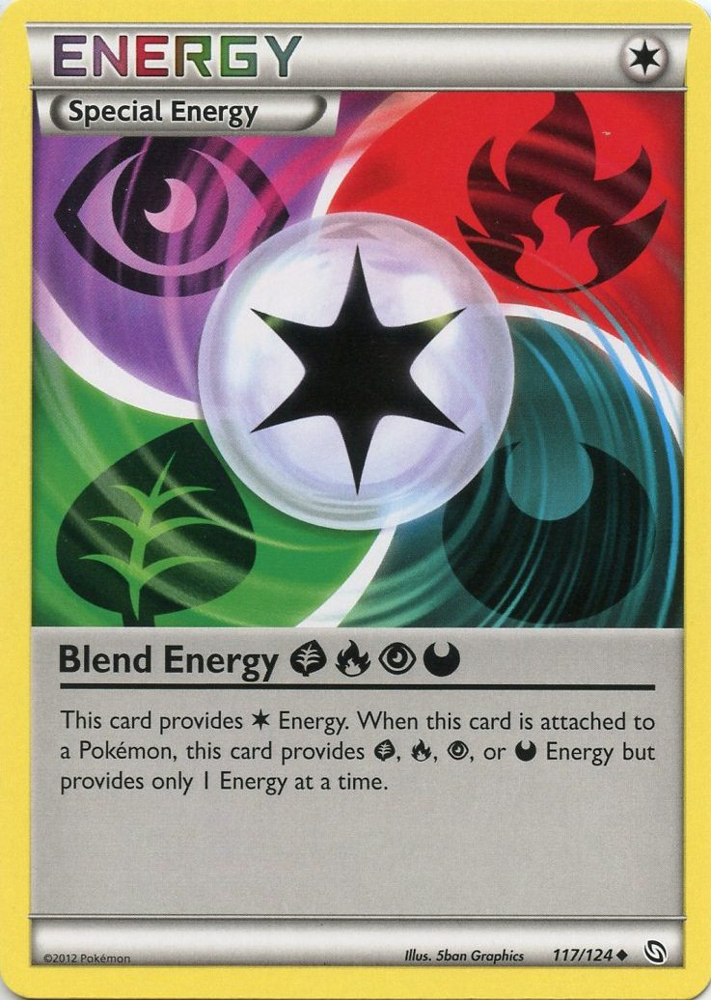 ENERGY
Special Energy
Blend Energy
This card provides Energy. When this card is attached to
a Pokémon, this card provides , , , or Energy but
provides only 1 Energy at a time.
©2012 Pokémon
Illus. 5ban Graphics 117/124